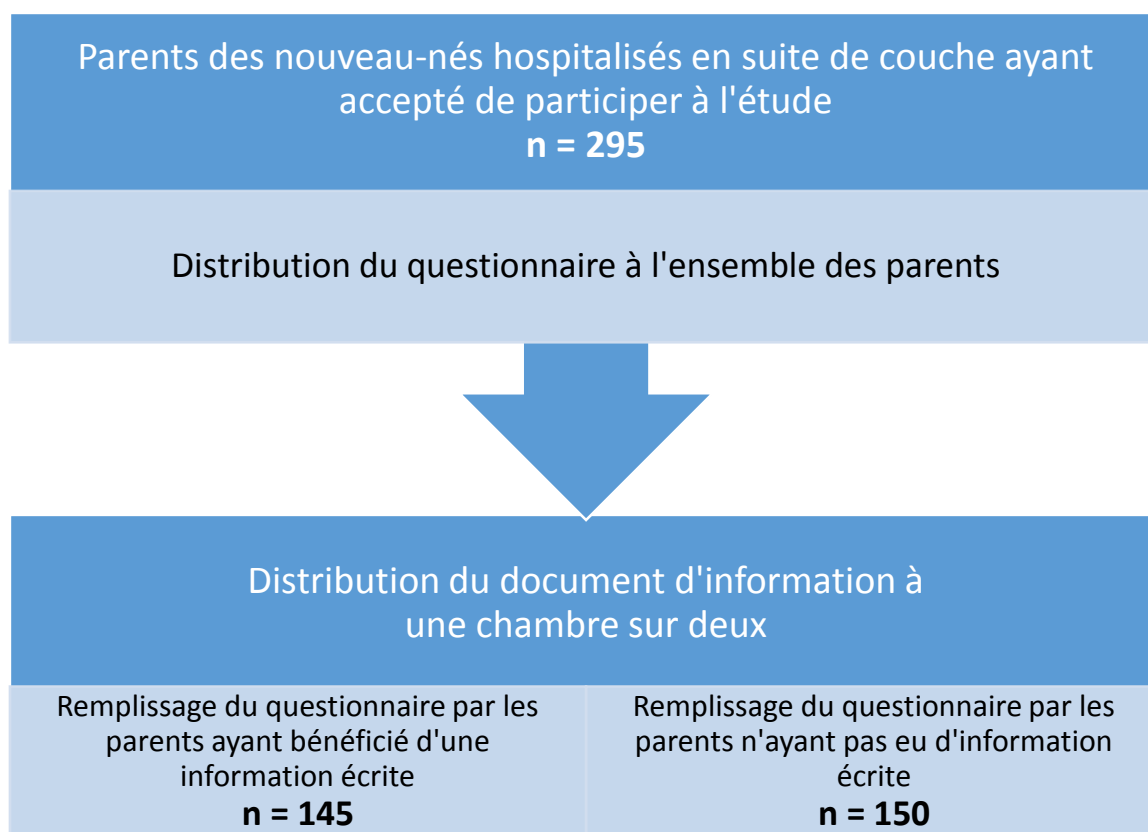 Parents des nouveau-nés hospitalisés en suite de couche ayant
accepté de participer à l'étude
n = 295
Distribution du questionnaire à l'ensemble des parents
Distribution du document d'information à
une chambre sur deux
Remplissage du questionnaire par les
parents ayant bénéficié d'une
information écrite
n = 145
Remplissage du questionnaire par les
parents n'ayant pas eu d'information
écrite
n = 150